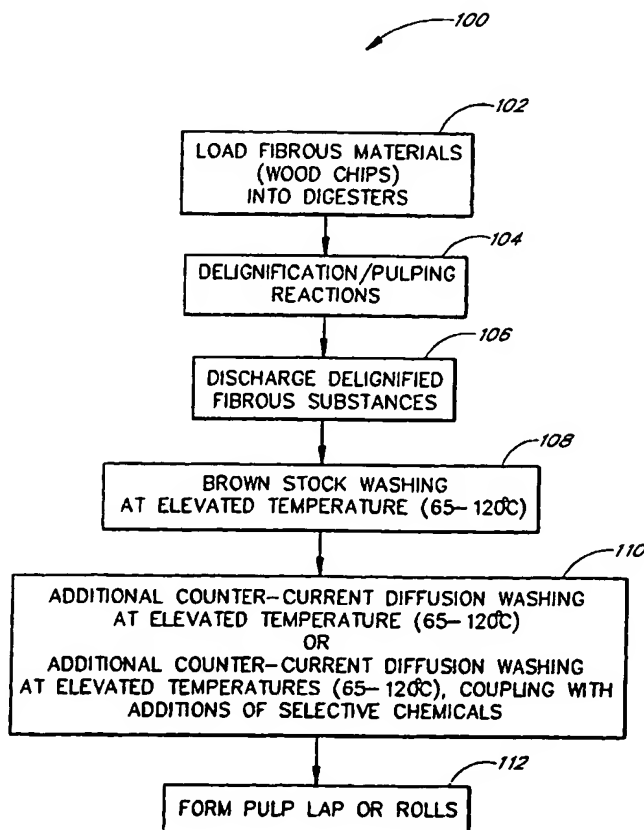 100
102
LOAD FIBROUS MATERIALS
(WOOD CHIPS)
INTO DIGESTERS
104
DELIGNIFICATION/PULPING
REACTIONS
106
DISCHARGE DELIGNIFIED
FIBROUS SUBSTANCES
108
BROWN STOCK WASHING
AT ELEVATED TEMPERATURE (65–120°C)
110
ADDITIONAL COUNTER-CURRENT DIFFUSION WASHING
AT ELEVATED TEMPERATURE (65–120°C)
OR
ADDITIONAL COUNTER-CURRENT DIFFUSION WASHING
AT ELEVATED TEMPERATURES (65–120°C), COUPLING WITH
ADDITIONS OF SELECTIVE CHEMICALS
112
FORM PULP LAP OR ROLLS